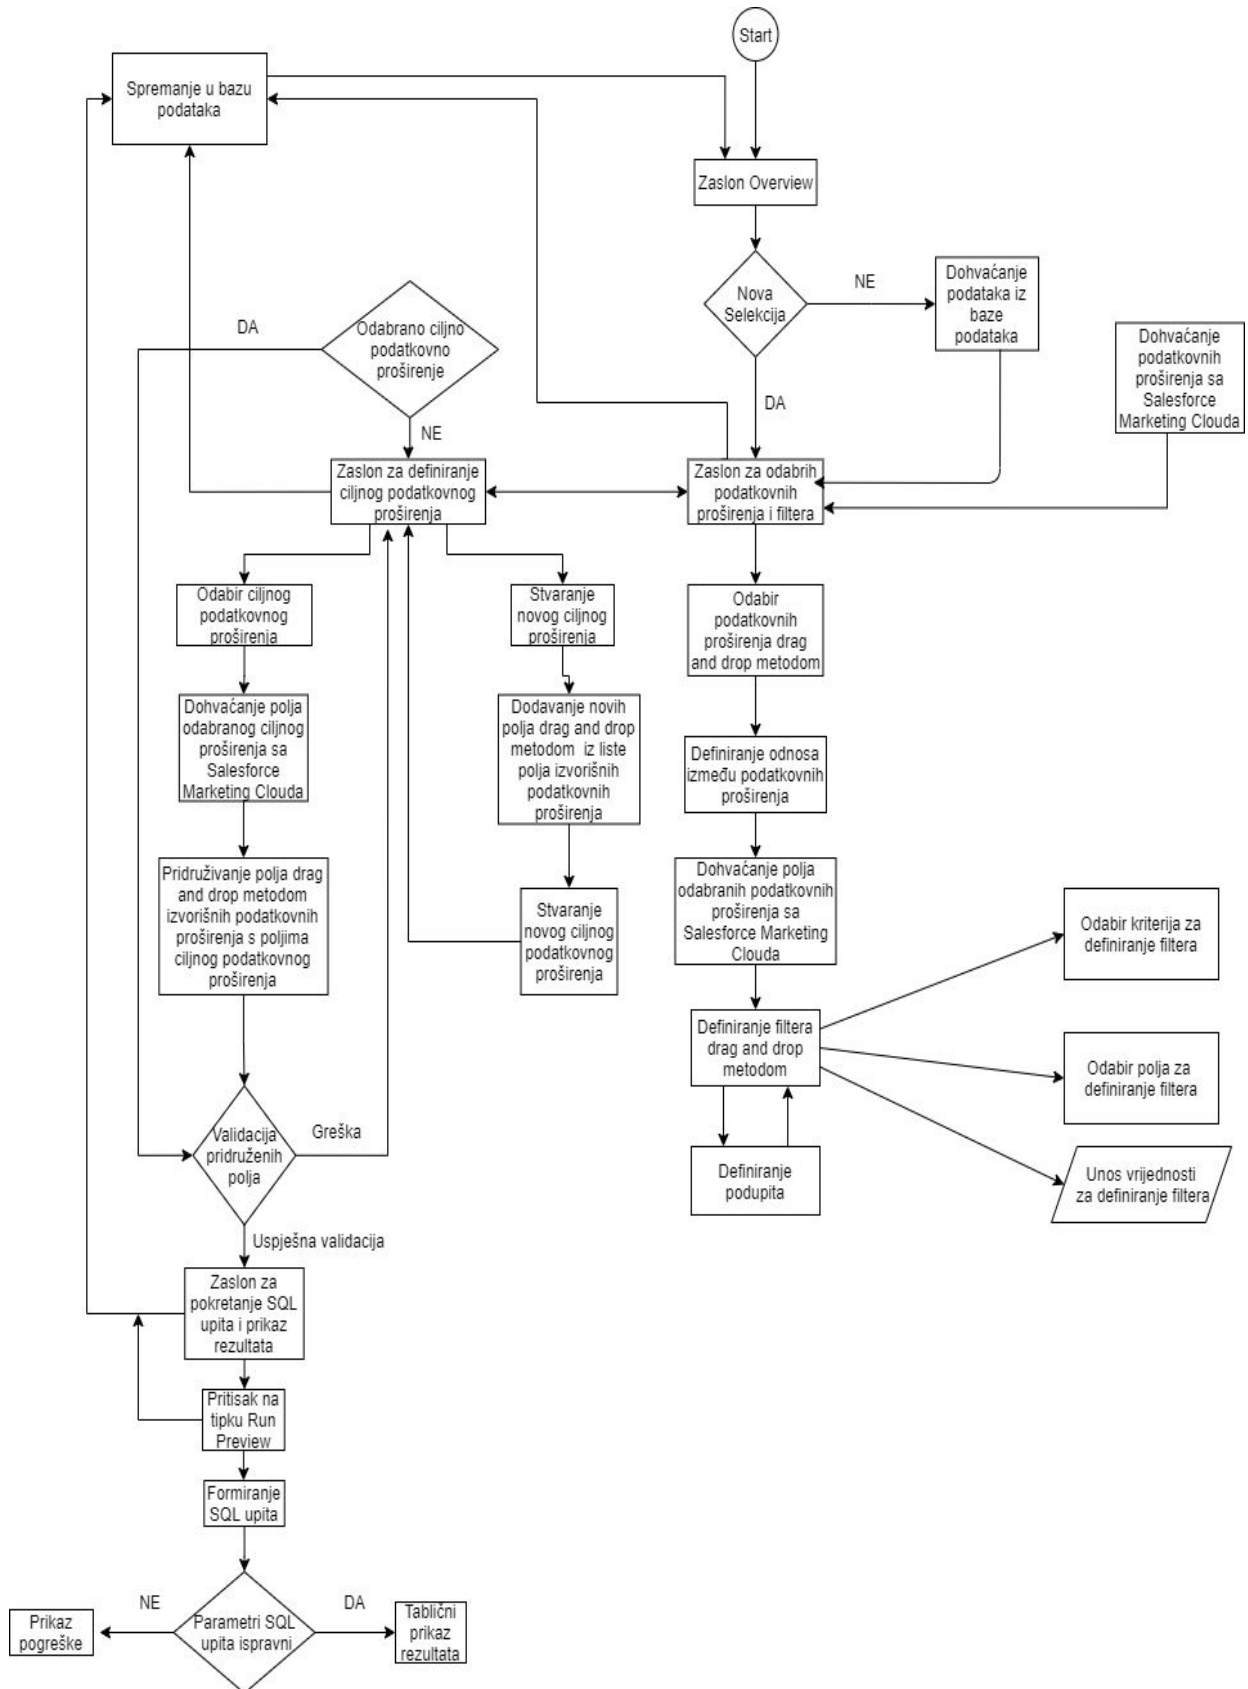 Start
Spremanje u bazu
podataka
Zaslon Overview
Nova
Selekcija
NE
Dohvaćanje
podataka iz
baze
podataka
Dohvaćanje
podatkovnih
proširenja sa
Salesforce
Marketing Clouda
DA
Odabrano ciljno
podatkovno
proširenje
DA
NE
Zaslon za definiranje
ciljnog podatkovnog
proširenja
Zaslon za odabrih
podatkovnih
proširenja i filtera
Odabir ciljnog
podatkovnog
proširenja
Stvaranje
novog ciljnog
proširenja
Odabir
podatkovnih
proširenja drag
and drop metodom
Dohvaćanje polja
odabranog ciljnog
proširenja sa
Salesforce
Marketing Clouda
Dodavanje novih
polja drag and drop
metodom iz liste
polja izvorišnih
podatkovnih
proširenja
Definiranje odnosa
između podatkovnih
proširenja
Pridruživanje polja drag
and drop metodom
izvorišnih podatkovnih
proširenja s poljima
ciljnog podatkovnog
proširenja
Stvaranje
novog ciljnog
podatkovnog
proširenja
Dohvaćanje polja
odabranih podatkovnih
proširenja sa
Salesforce Marketing
Clouda
Odabir kriterija za
definiranje filtera
Definiranje filtera
drag and drop
metodom
Odabir polja za
definiranje filtera
Definiranje
podupita
Unos vrijednosti
za definiranje filtera
Validacija
pridruženih
polja
Greška
Uspješna validacija
Zaslon za
pokretanje SQL
upita i prikaz
rezultata
Pritisak na
tipku Run
Preview
Formiranje
SQL upita
Parametri SQL
upita ispravni
NE
DA
Prikaz
pogreške
Tablični
prikaz
rezultata